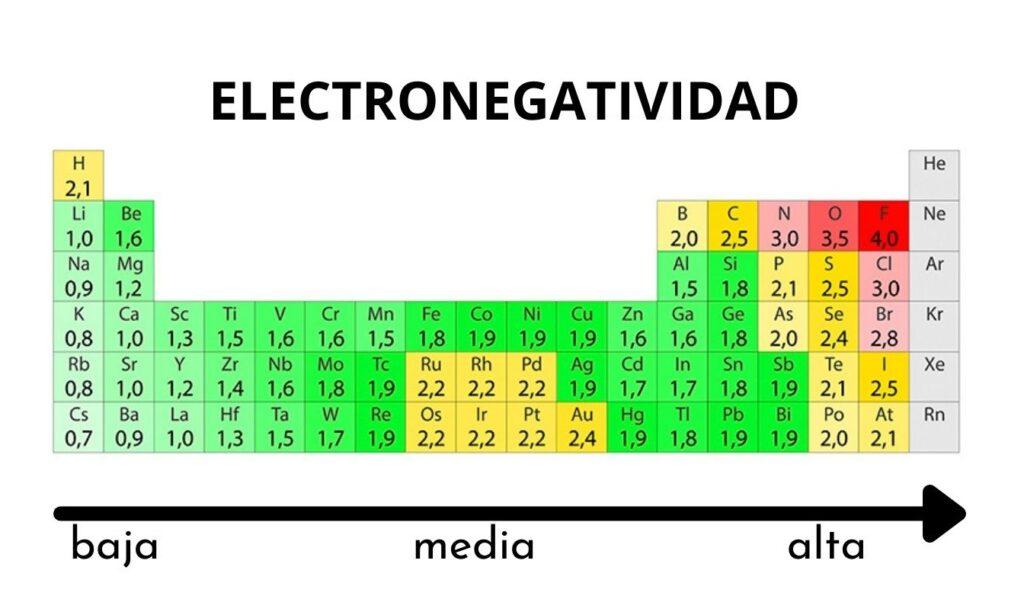 ELECTRONEGATIVIDAD
H He
2,1
Li Be B C N O F Ne
1,0 1,6 2,0 2,5 3,0 3,5 4,0
Na Mg Al Si P S Cl Ar
0,9 1,2 1,5 1,8 2,1 2,5 3,0
K Ca Sc Ti V Cr Mn Fe Co Ni Cu Zn Ga Ge As Se Br Kr
0,8 1,0 1,3 1,5 1,6 1,6 1,5 1,8 1,9 1,9 1,9 1,6 1,6 1,8 2,0 2,4 2,8
Rb Sr Y Zr Nb Mo Tc Ru Rh Pd Ag Cd In Sn Sb Te I Xe
0,8 1,0 1,2 1,4 1,6 1,8 1,9 2,2 2,2 2,2 1,9 1,7 1,7 1,8 1,9 2,1 2,5
Cs Ba La Hf Ta W Re Os Ir Pt Au Hg Tl Pb Bi Po At Rn
0,7 0,9 1,0 1,3 1,5 1,7 1,9 2,2 2,2 2,2 2,4 1,9 1,8 1,9 1,9 2,0 2,1
baja media alta